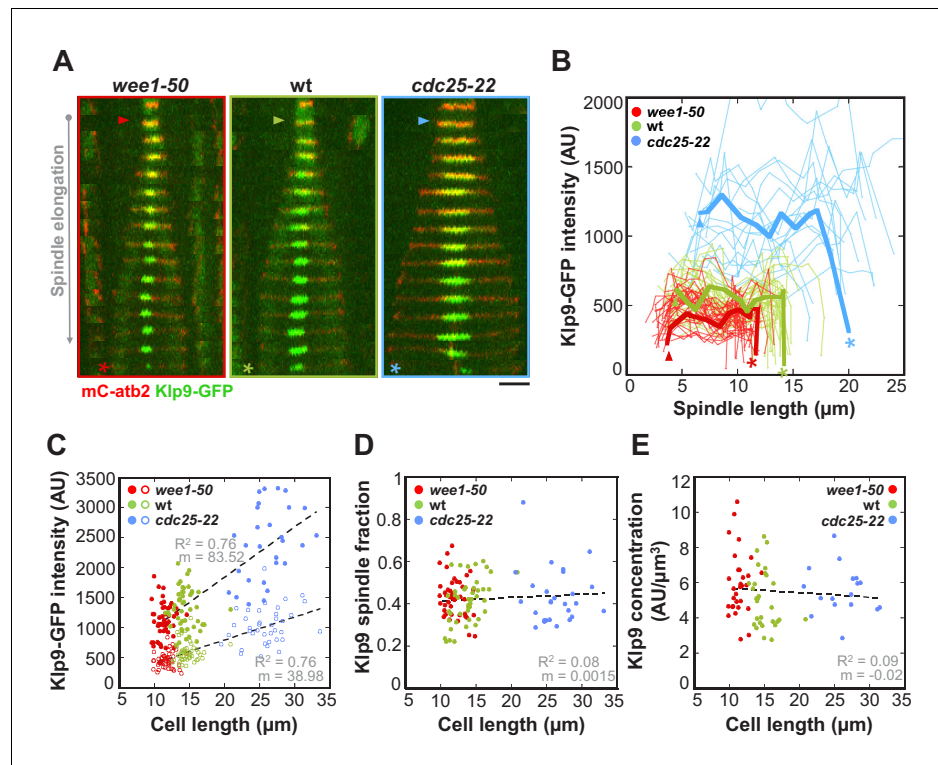 A
wee1-50
wt
cdc25-22
Spindle elongation
mC-atb2 Klp9-GFP
B
Klp9-GFP intensity (AU)
2000
1500
1000
500
0
wee1-50
wt
cdc25-22
0 5 10 15 20 25
Spindle length (µm)
C
Klp9-GFP intensity (AU)
3500
3000
2500
2000
1500
1000
500
wee1-50
wt
cdc25-22
R² = 0.76
m = 83.52
R² = 0.76
m = 38.98
5 10 15 20 25 30 35
Cell length (µm)
D
Klp9 spindle fraction
1
0.8
0.6
0.4
0.2
0
wee1-50
wt
cdc25-22
R² = 0.08
m = 0.0015
5 10 15 20 25 30 35
Cell length (µm)
E
Klp9 concentration
(AU/µm³)
12
10
8
6
4
2
0
wee1-50
wt
cdc25-22
R² = 0.09
m = -0.02
5 10 15 20 25 30 35
Cell length (µm)